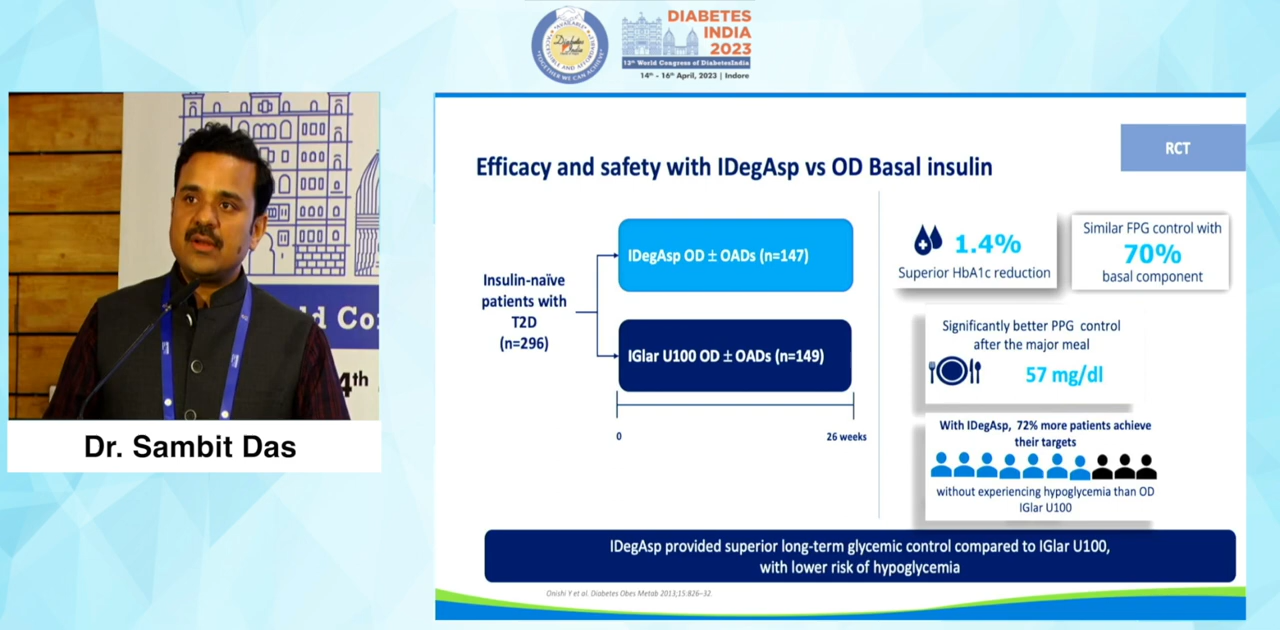 DIABETES
INDIA
2023
13th World Congress of DiabetesIndia
14th - 16th April, 2023 | Indore
RCT
Efficacy and safety with IDegAsp vs OD Basal insulin
Insulin-naïve
patients with
T2D
(n=296)
IDegAsp OD ± OADs (n=147)
IGlar U100 OD ± OADs (n=149)
0
26 weeks
1.4%
Superior HbA1c reduction
Similar FPG control with
70%
basal component
Significantly better PPG control
after the major meal
57 mg/dl
With IDegAsp, 72% more patients achieve
their targets
without experiencing hypoglycemia than OD
IGlar U100
IDegAsp provided superior long-term glycemic control compared to IGlar U100,
with lower risk of hypoglycemia
Onishi Y et al. Diabetes Obes Metab 2013;15:826–32.
d Co
4th
Dr. Sambit Das